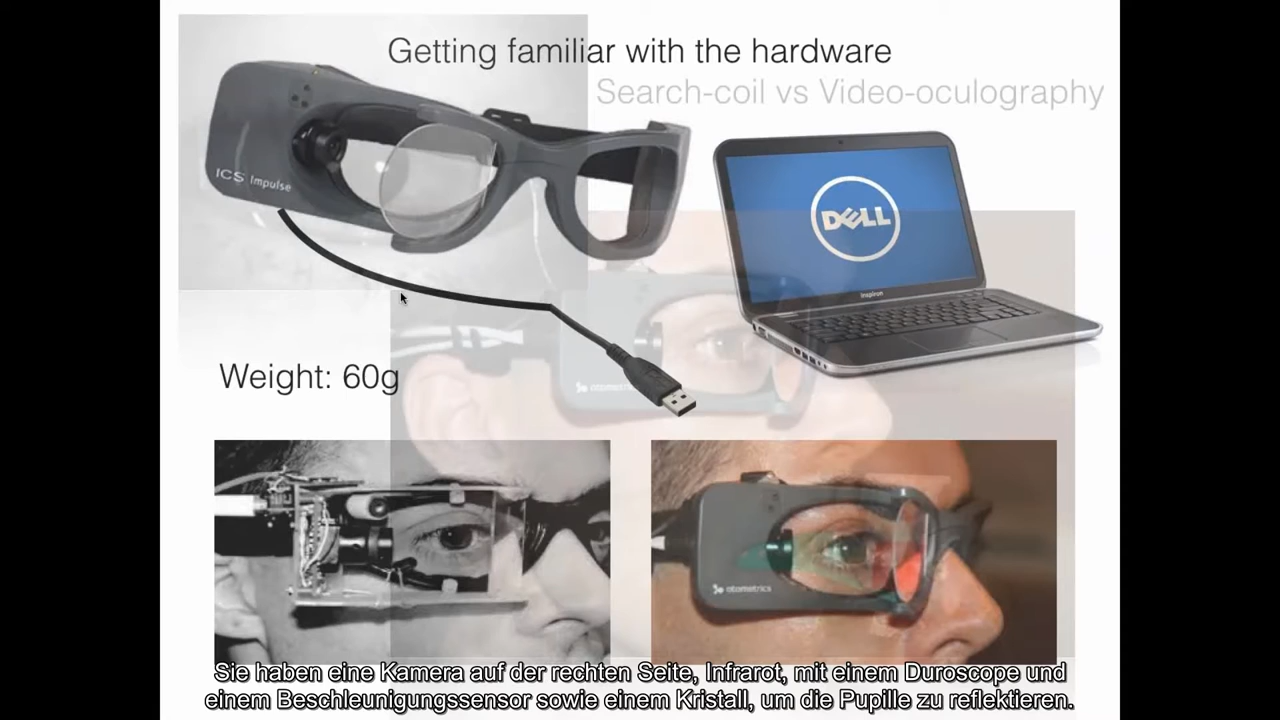 Getting familiar with the hardware
Search-coil vs Video-oculography
ICS Impulse
DELL
Inspiron
Weight: 60g
otometrics
otometrics
Sie haben eine Kamera auf der rechten Seite, Infrarot, mit einem Duroscope und
einem Beschleunigungssensor sowie einem Kristall, um die Pupille zu reflektieren.